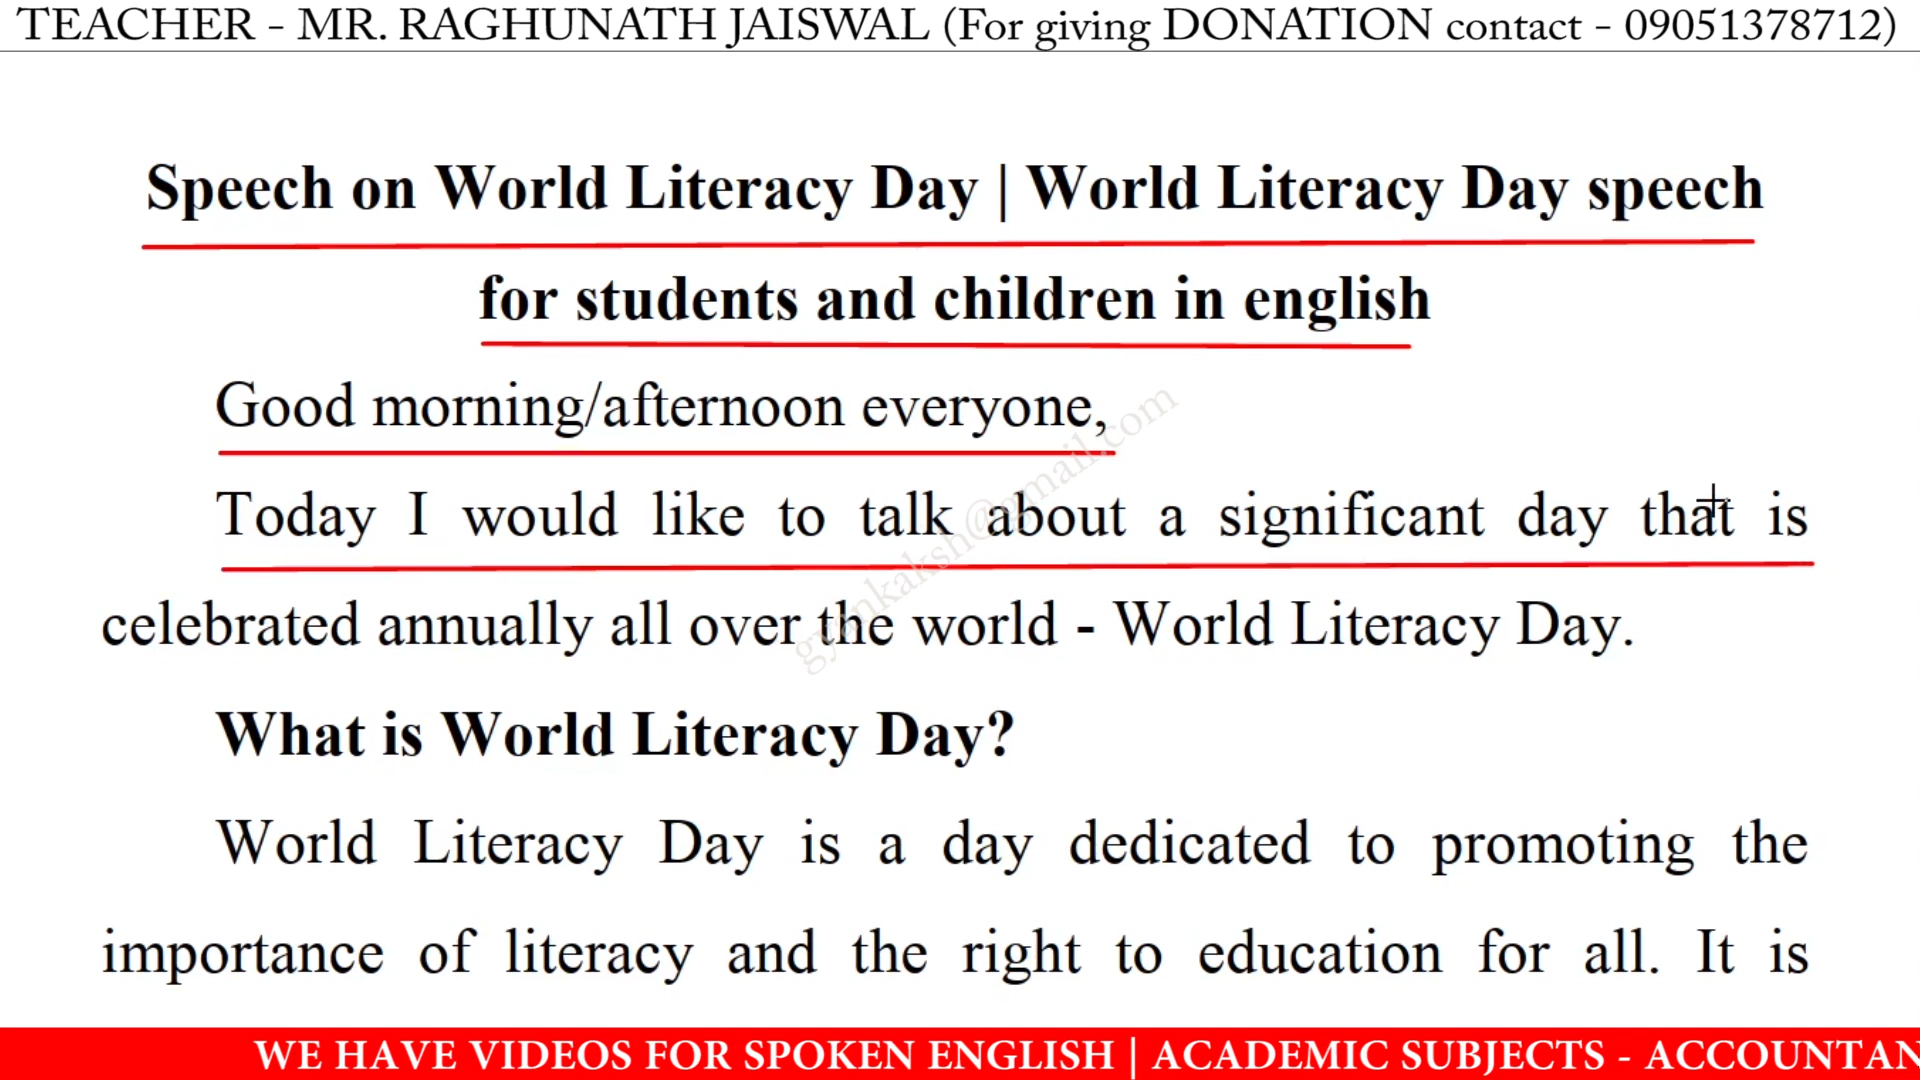 TEACHER - MR. RAGHUNATH JAISWAL (For giving DONATION contact - 09051378712)
Speech on World Literacy Day | World Literacy Day speech
for students and children in english
Good morning/afternoon everyone,
Today I would like to talk about a significant day that is
celebrated annually all over the world - World Literacy Day.
gyankaksh@gmail.com
What is World Literacy Day?
World Literacy Day is a day dedicated to promoting the
importance of literacy and the right to education for all. It is
WE HAVE VIDEOS FOR SPOKEN ENGLISH | ACADEMIC SUBJECTS - ACCOUNTAN